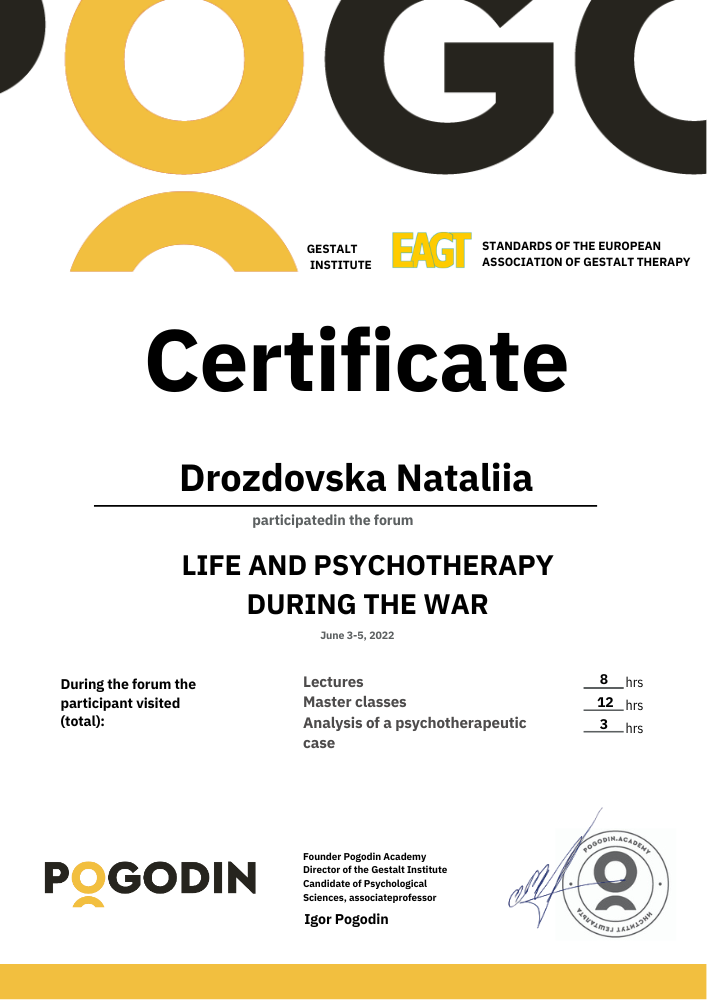 POGO
GESTALT
INSTITUTE
EAGT
STANDARDS OF THE EUROPEAN
ASSOCIATION OF GESTALT THERAPY
Certificate
Drozdovska Nataliia
participatedin the forum
LIFE AND PSYCHOTHERAPY
DURING THE WAR
June 3-5, 2022
During the forum the
participant visited
(total):
Lectures 8 hrs
Master classes 12 hrs
Analysis of a psychotherapeutic 3 hrs
case
POGODIN
Founder Pogodin Academy
Director of the Gestalt Institute
Candidate of Psychological
Sciences, associateprofessor
Igor Pogodin
POGODIN.ACADEMY
ИНСТИТУТ ГЕШТАЛЬТА